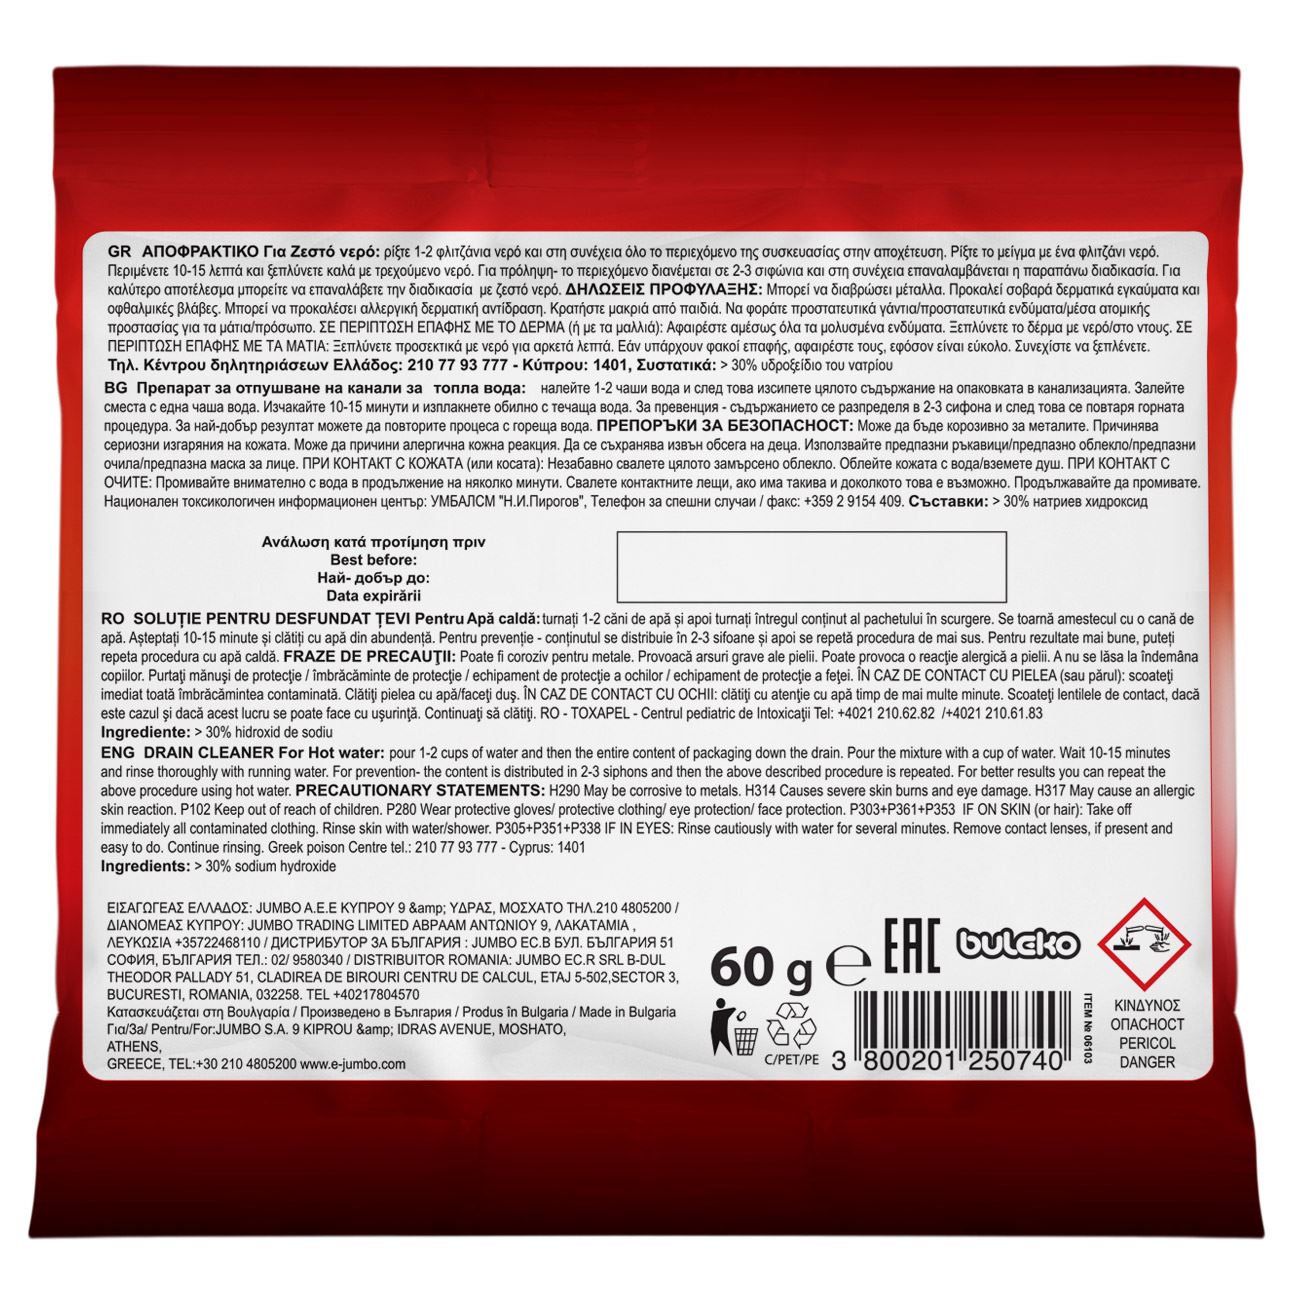 GR ΑΠΟΦΡΑΚΤΙΚΟ Για Ζεστό νερό: ρίξτε 1-2 φλιτζάνια νερό και στη συνέχεια όλο το περιεχόμενο της συσκευασίας στην αποχέτευση. Ρίξτε το μείγμα με ένα φλιτζάνι νερό.
Περιμένετε 10-15 λεπτά και ξεπλύνετε καλά με τρεχούμενο νερό. Για πρόληψη- το περιεχόμενο διανέμεται σε 2-3 σιφώνια και στη συνέχεια επαναλαμβάνεται η παραπάνω διαδικασία. Για
καλύτερο αποτέλεσμα μπορείτε να επαναλάβετε την διαδικασία με ζεστό νερό. ΔΗΛΩΣΕΙΣ ΠΡΟΦΥΛΑΞΗΣ: Μπορεί να διαβρώσει μέταλλα. Προκαλεί σοβαρά δερματικά εγκαύματα και
οφθαλμικές βλάβες. Μπορεί να προκαλέσει αλλεργική δερματική αντίδραση. Κρατήστε μακριά από παιδιά. Να φοράτε προστατευτικά γάντια/προστατευτικά ενδύματα/μέσα ατομικής
προστασίας για τα μάτια/πρόσωπο. ΣΕ ΠΕΡΙΠΤΩΣΗ ΕΠΑΦΗΣ ΜΕ ΤΟ ΔΕΡΜΑ (ή με τα μαλλιά): Αφαιρέστε αμέσως όλα τα μολυσμένα ενδύματα. Ξεπλύνετε το δέρμα με νερό/στο ντους. ΣΕ
ΠΕΡΙΠΤΩΣΗ ΕΠΑΦΗΣ ΜΕ ΤΑ ΜΑΤΙΑ: Ξεπλύνετε προσεκτικά με νερό για αρκετά λεπτά. Εάν υπάρχουν φακοί επαφής, αφαιρέστε τους, εφόσον είναι εύκολο. Συνεχίστε να ξεπλένετε.
Τηλ. Κέντρου δηλητηριάσεων Ελλάδος: 210 77 93 777 - Κύπρου: 1401, Συστατικά: > 30% υδροξείδιο του νατρίου
BG Препарат за отпушване на канали за топла вода: налейте 1-2 чаши вода и след това изсипете цялото съдържание на опаковката в канализацията. Залейте
сместа с една чаша вода. Изчакайте 10-15 минути и изплакнете обилно с течаща вода. За превенция - съдържанието се разпределя в 2-3 сифона и след това се повтаря горната
процедура. За най-добър резултат можете да повторите процеса с гореща вода. ПРЕПОРЪКИ ЗА БЕЗОПАСНОСТ: Може да бъде корозивно за металите. Причинява
сериозни изгаряния на кожата. Може да причини алергична кожна реакция. Да се съхранява извън обсега на деца. Използвайте предпазни ръкавици/предпазно облекло/предпазни
очила/предпазна маска за лице. ПРИ КОНТАКТ С КОЖАТА (или косата): Незабавно свалете цялото замърсено облекло. Облейте кожата с вода/вземете душ. ПРИ КОНТАКТ С
ОЧИТЕ: Промивайте внимателно с вода в продължение на няколко минути. Свалете контактните лещи, ако има такива и доколкото това е възможно. Продължавайте да промивате.
Национален токсикологичен информационен център: УМБАЛСМ "Н.И.Пирогов", Телефон за спешни случаи / факс: +359 2 9154 409. Съставки: > 30% натриев хидроксид
Ανάλωση κατά προτίμηση πριν
Best before:
Най- добър до:
Data expirării
RO SOLUȚIE PENTRU DESFUNDAT ȚEVI Pentru Apă caldă: turnați 1-2 căni de apă și apoi turnați întregul conținut al pachetului în scurgere. Se toarnă amestecul cu o cană de
apă. Așteptați 10-15 minute și clătiți cu apă din abundență. Pentru prevenție - conținutul se distribuie în 2-3 sifoane și apoi se repetă procedura de mai sus. Pentru rezultate mai bune, puteți
repeta procedura cu apă caldă. FRAZE DE PRECAUŢII: Poate fi coroziv pentru metale. Provoacă arsuri grave ale pielii. Poate provoca o reacţie alergică a pielii. A nu se lăsa la îndemâna
copiilor. Purtaţi mănuşi de protecţie / îmbrăcăminte de protecţie / echipament de protecţie a ochilor / echipament de protecţie a feţei. ÎN CAZ DE CONTACT CU PIELEA (sau părul): scoateţi
imediat toată îmbrăcămintea contaminată. Clătiţi pielea cu apă/faceţi duş. ÎN CAZ DE CONTACT CU OCHII: clătiţi cu atenţie cu apă timp de mai multe minute. Scoateţi lentilele de contact, dacă
este cazul şi dacă acest lucru se poate face cu uşurinţă. Continuaţi să clătiţi. RO - TOXAPEL - Centrul pediatric de Intoxicaţii Tel: +4021 210.62.82 /+4021 210.61.83
Ingrediente: > 30% hidroxid de sodiu
ENG DRAIN CLEANER For Hot water: pour 1-2 cups of water and then the entire content of packaging down the drain. Pour the mixture with a cup of water. Wait 10-15 minutes
and rinse thoroughly with running water. For prevention- the content is distributed in 2-3 siphons and then the above described procedure is repeated. For better results you can repeat the
above procedure using hot water. PRECAUTIONARY STATEMENTS: H290 May be corrosive to metals. H314 Causes severe skin burns and eye damage. H317 May cause an allergic
skin reaction. P102 Keep out of reach of children. P280 Wear protective gloves/ protective clothing/ eye protection/ face protection. P303+P361+P353 IF ON SKIN (or hair): Take off
immediately all contaminated clothing. Rinse skin with water/shower. P305+P351+P338 IF IN EYES: Rinse cautiously with water for several minutes. Remove contact lenses, if present and
easy to do. Continue rinsing. Greek poison Centre tel.: 210 77 93 777 - Cyprus: 1401
Ingredients: > 30% sodium hydroxide
ΕΙΣΑΓΩΓΕΑΣ ΕΛΛΑΔΟΣ: JUMBO A.E.E ΚΥΠΡΟΥ 9 &amp; ΥΔΡΑΣ, ΜΟΣΧΑΤΟ ΤΗΛ.210 4805200 /
ΔΙΑΝΟΜΕΑΣ ΚΥΠΡΟΥ: JUMBO TRADING LIMITED ΑΒΡΑΑΜ ΑΝΤΩΝΙΟΥ 9, ΛΑΚΑΤΑΜΙΑ ,
ΛΕΥΚΩΣΙΑ +35722468110 / ДИСТРИБУТОР ЗА БЪЛГАРИЯ : JUMBO EC.B БУЛ. БЪЛГАРИЯ 51
СОФИЯ, БЪЛГАРИЯ ТЕЛ.: 02/ 9580340 / DISTRIBUITOR ROMANIA: JUMBO EC.R SRL B-DUL
THEODOR PALLADY 51, CLADIREA DE BIROURI CENTRU DE CALCUL, ETAJ 5-502,SECTOR 3,
BUCURESTI, ROMANIA, 032258. TEL +40217804570
Κατασκευάζεται στη Βουλγαρία / Произведено в България / Produs în Bulgaria / Made in Bulgaria
Για/За/ Pentru/For:JUMBO S.A. 9 KIPROU &amp; IDRAS AVENUE, MOSHATO,
ATHENS,
GREECE, TEL:+30 210 4805200 www.e-jumbo.com
60 g ℮
EAC
buleko
C/PET/PE
3 800201 250740
ITEM № 06103
ΚΙΝΔΥΝΟΣ
ОПАСНОСТ
PERICOL
DANGER